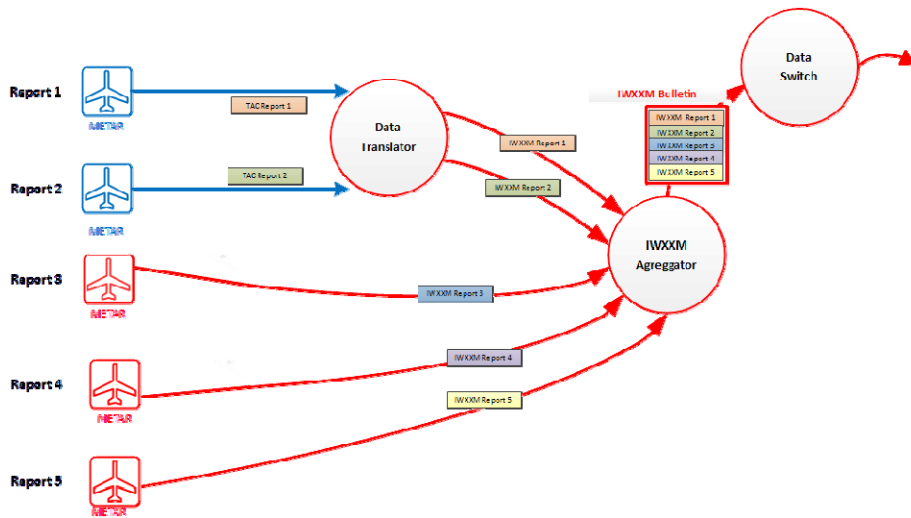 Data
Switch
IWXXM Bulletin
Report 1
METAR
TAC Report 1
Data
Translator
IWXXM Report 1
IWXXM Report 2
IWXXM Report 3
IWXXM Report 4
IWXXM Report 5
IWXXM Report 1
Report 2
METAR
TAC Report 2
IWXXM Report 2
IWXXM
Agreggator
Report 3
METAR
IWXXM Report 3
Report 4
METAR
IWXXM Report 4
IWXXM Report 5
Report 5
METAR